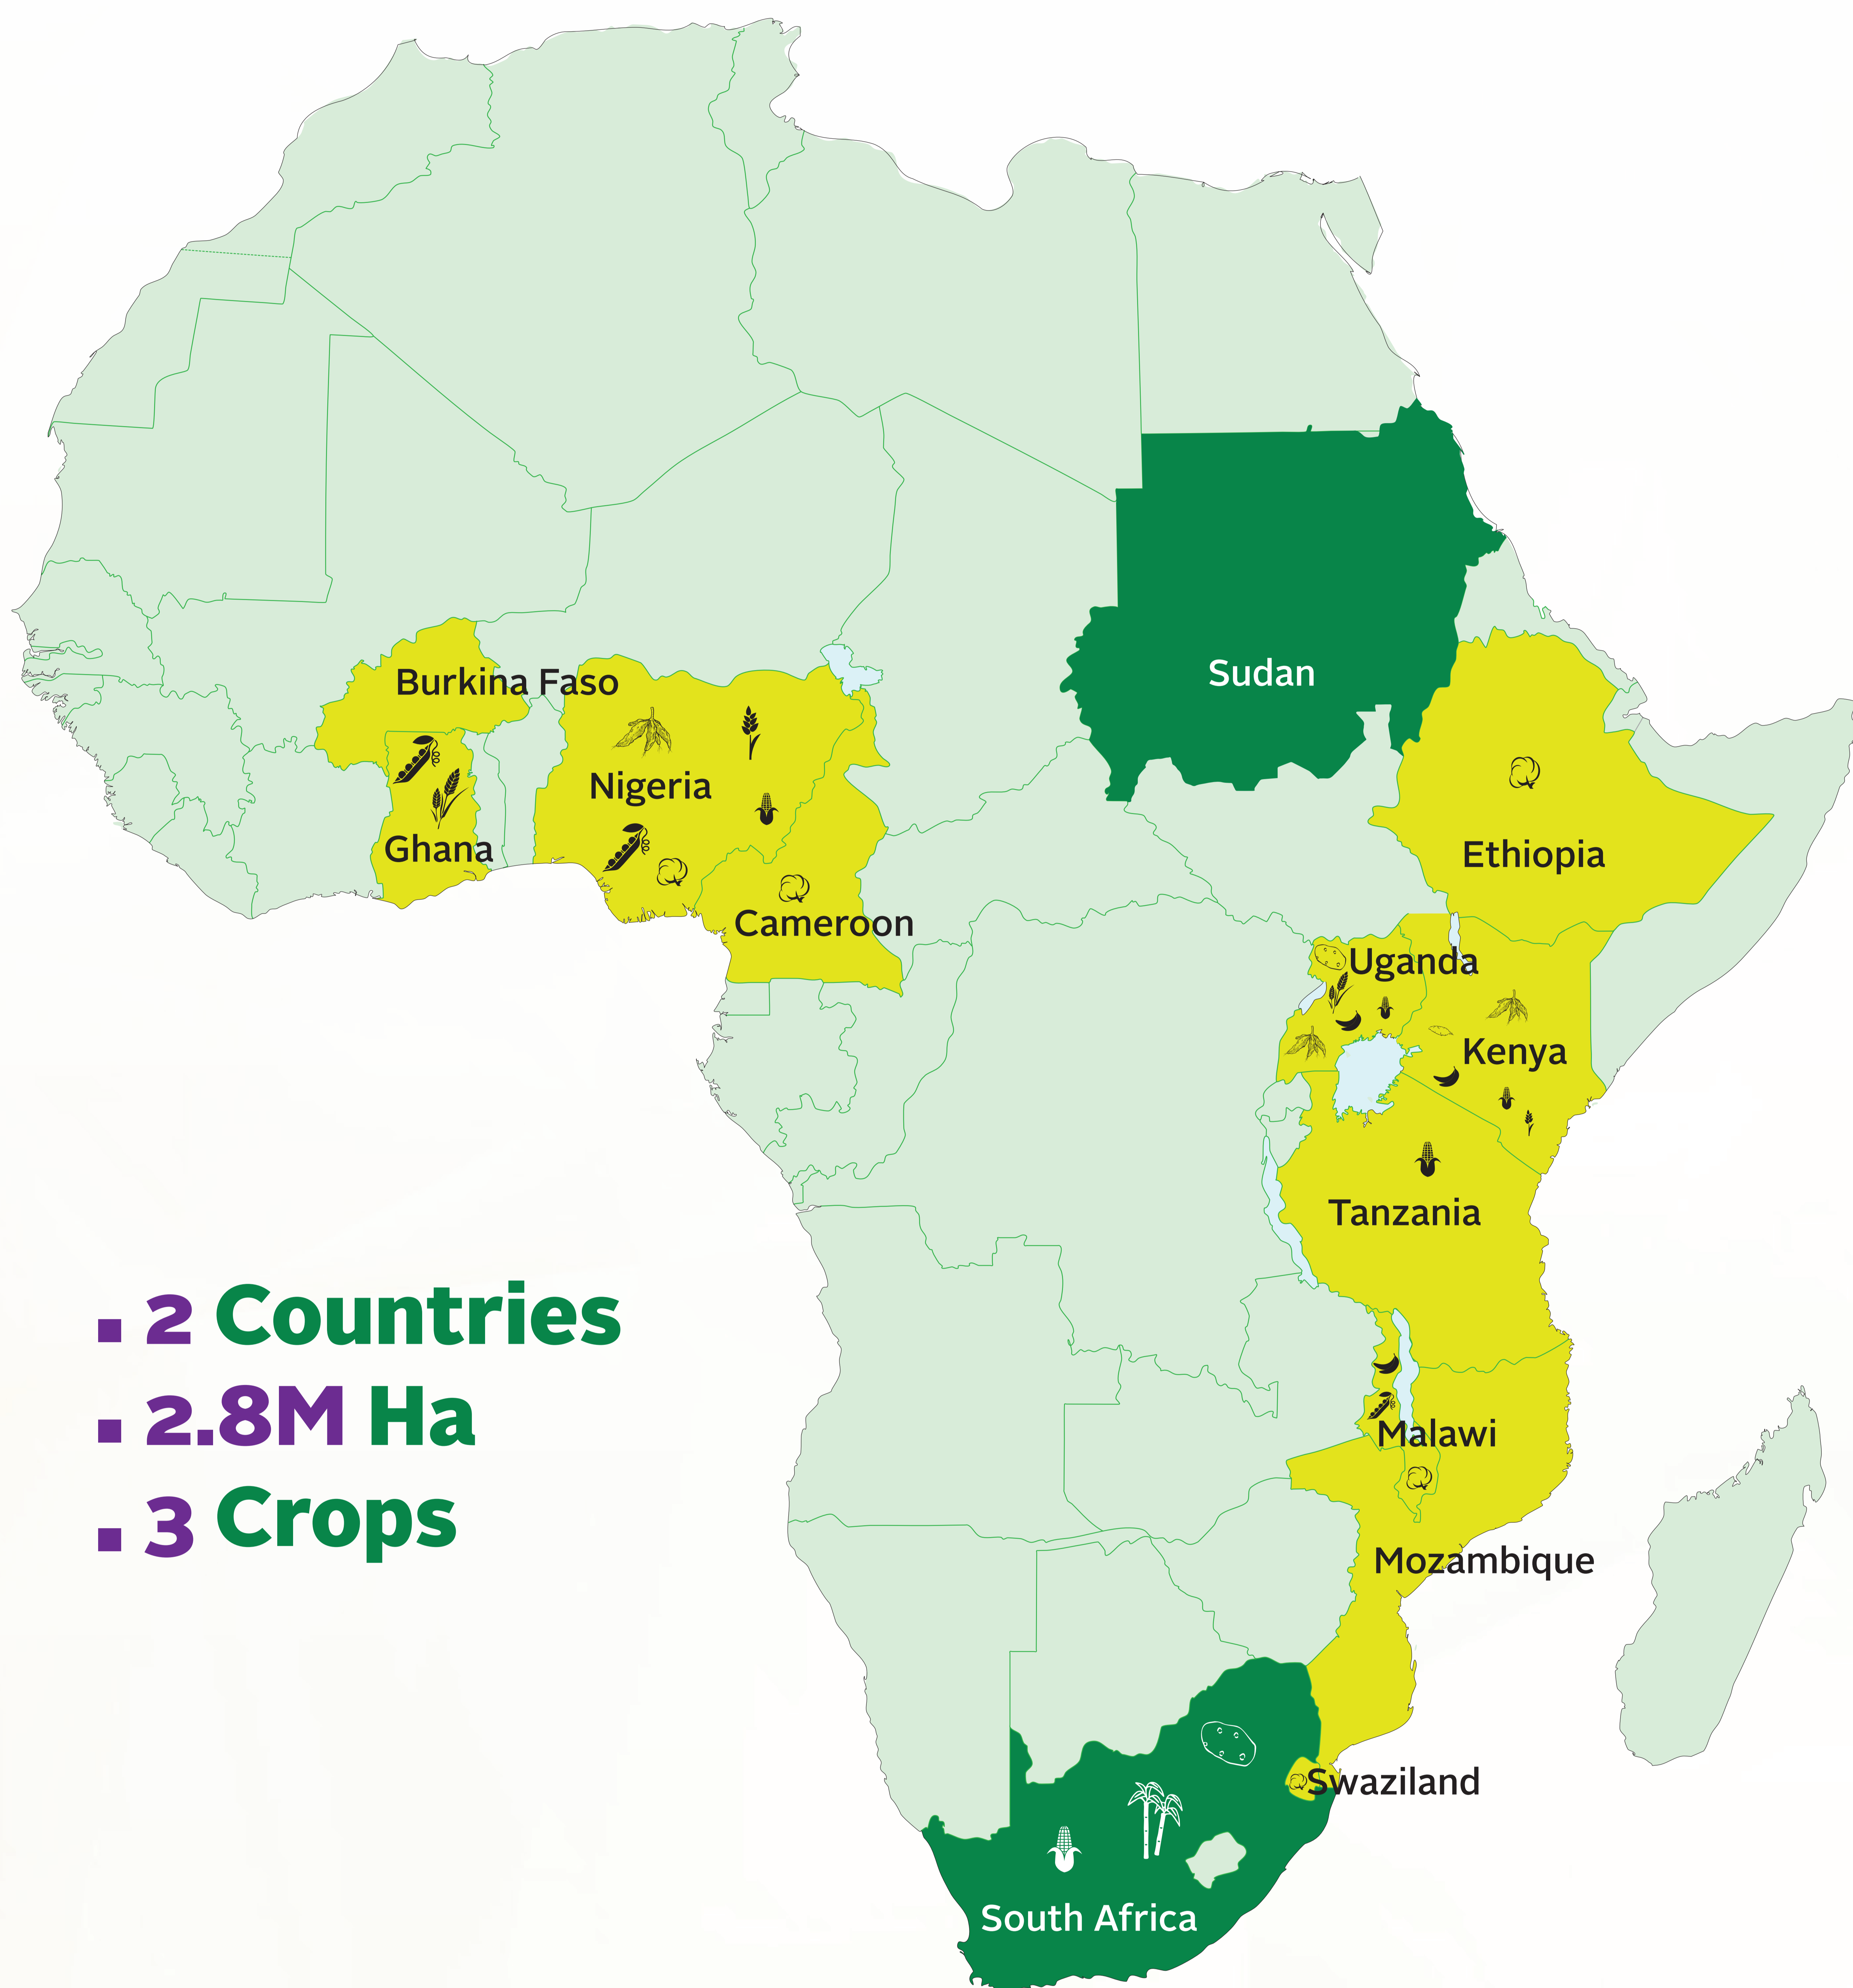 Sudan
Burkina Faso
Nigeria
Ghana
Ethiopia
Cameroon
Uganda
Kenya
Tanzania
▪ 2 Countries
▪ 2.8M Ha
▪ 3 Crops
Malawi
Mozambique
Swaziland
South Africa